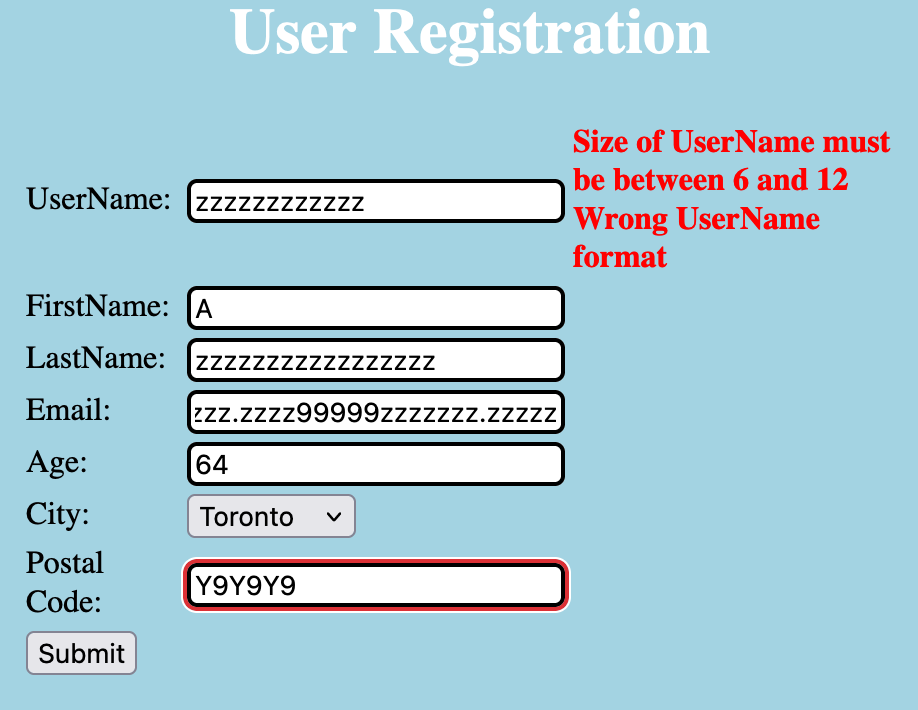 User Registration
Size of UserName must
be between 6 and 12
Wrong UserName
format
UserName:
zzzzzzzzzzzz
FirstName:
A
LastName:
zzzzzzzzzzzzzzzzz
Email:
zzz.zzzz99999zzzzzzz.zzzzz
Age:
64
City:
Toronto
Postal
Code:
Y9Y9Y9
Submit